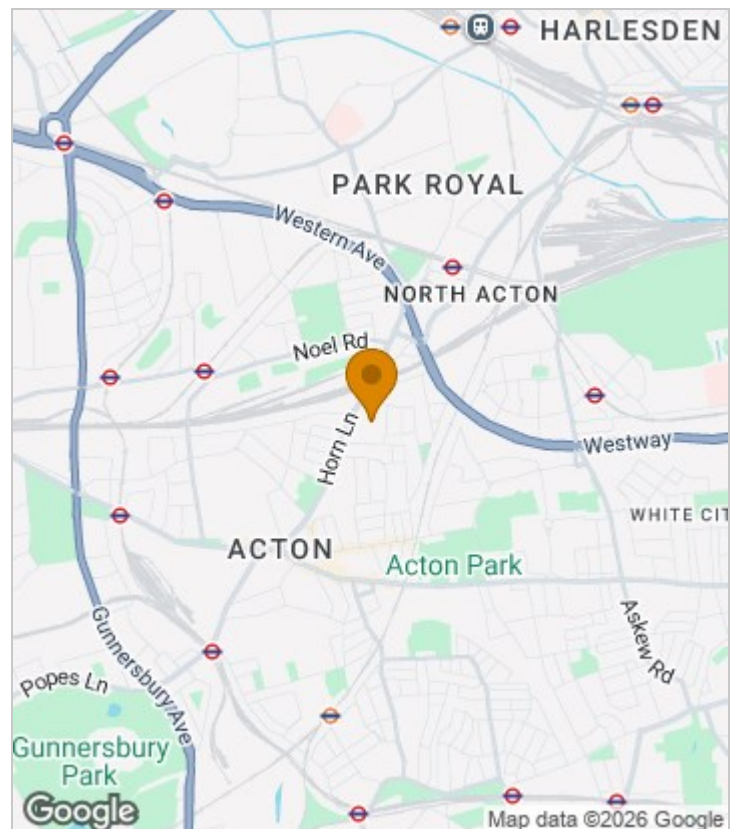 HARLESDEN
PARK ROYAL
Western Ave
NORTH ACTON
Noel Rd
Horn Ln
Westway
WHITE CIT
ACTON
Acton Park
Askew Rd
Gunnersbury Ave
Popes Ln
Gunnersbury
Park
Google
Map data ©2026 Google